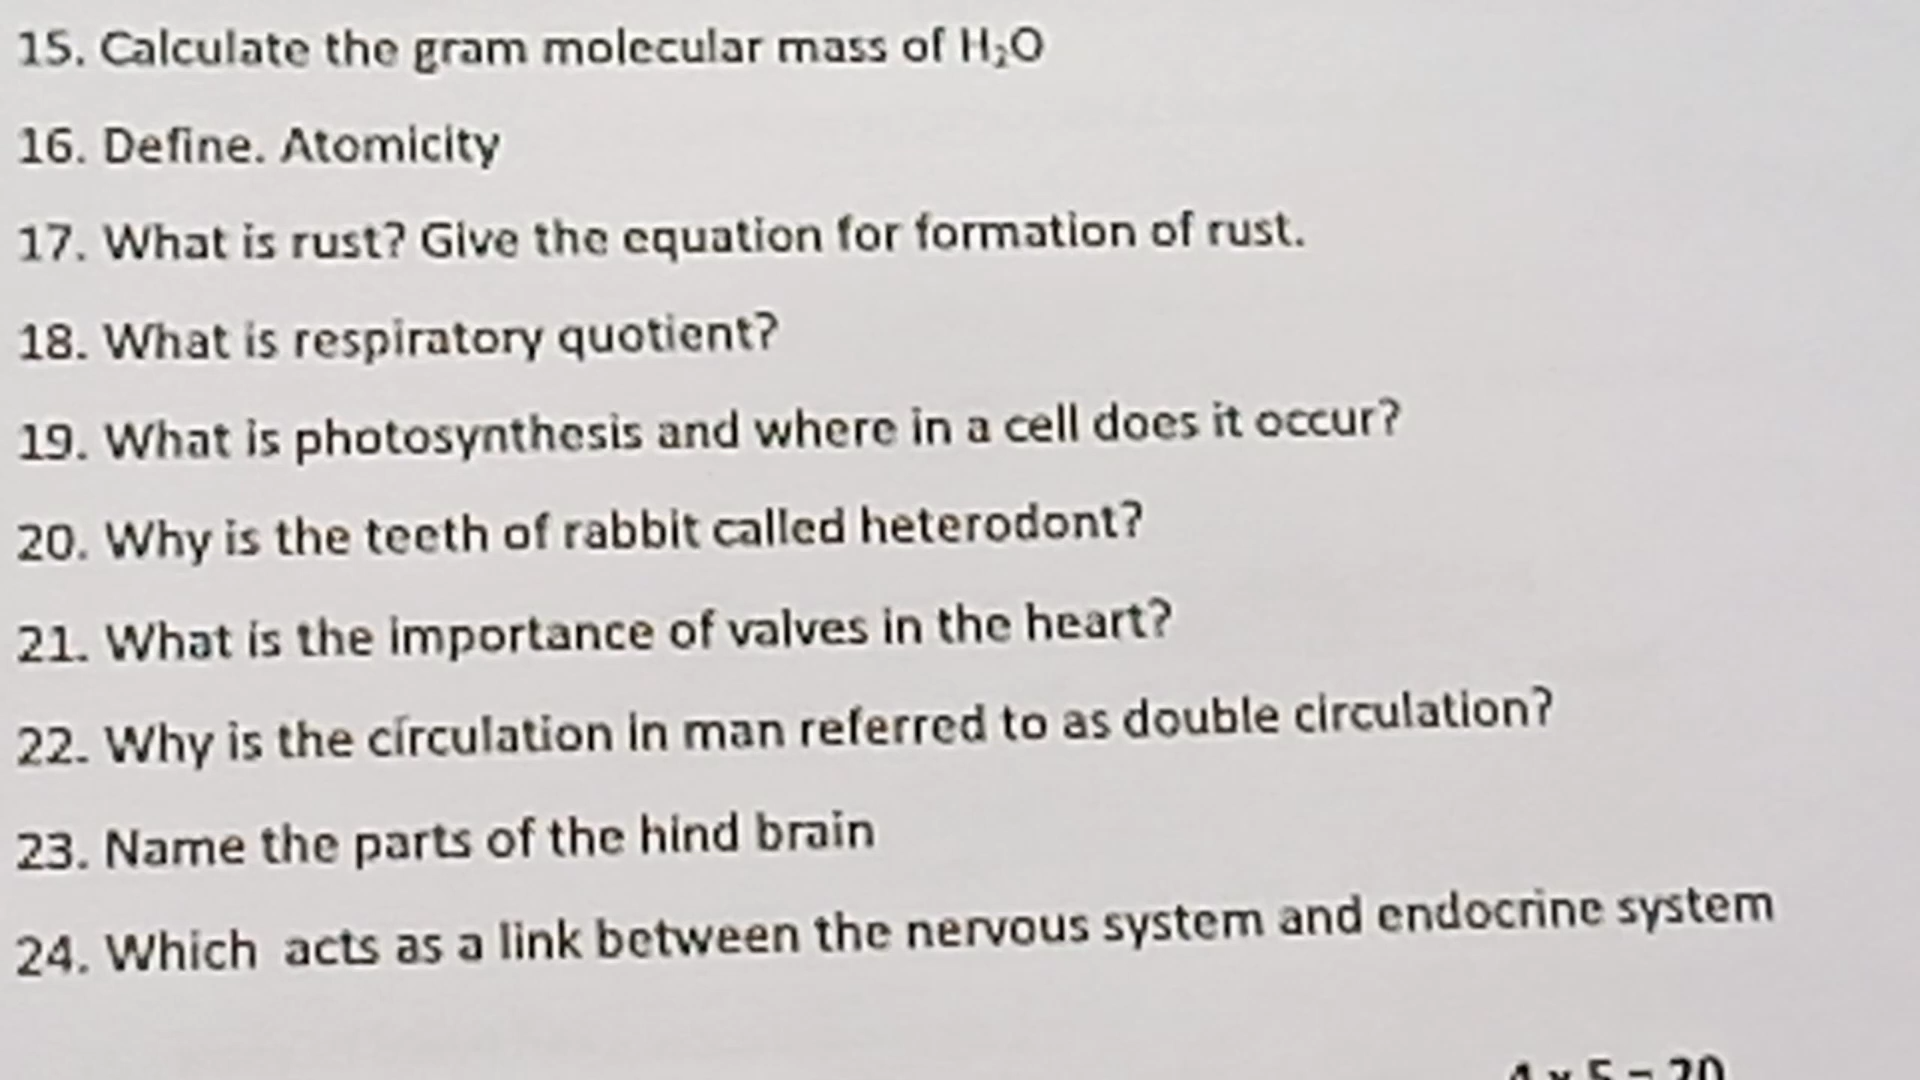 15. Calculate the gram molecular mass of H₂O
16. Define. Atomicity
17. What is rust? Give the equation for formation of rust.
18. What is respiratory quotient?
19. What is photosynthesis and where in a cell does it occur?
20. Why is the teeth of rabbit called heterodont?
21. What is the importance of valves in the heart?
22. Why is the circulation in man referred to as double circulation?
23. Name the parts of the hind brain
24. Which acts as a link between the nervous system and endocrine system
4 x 5 = 20